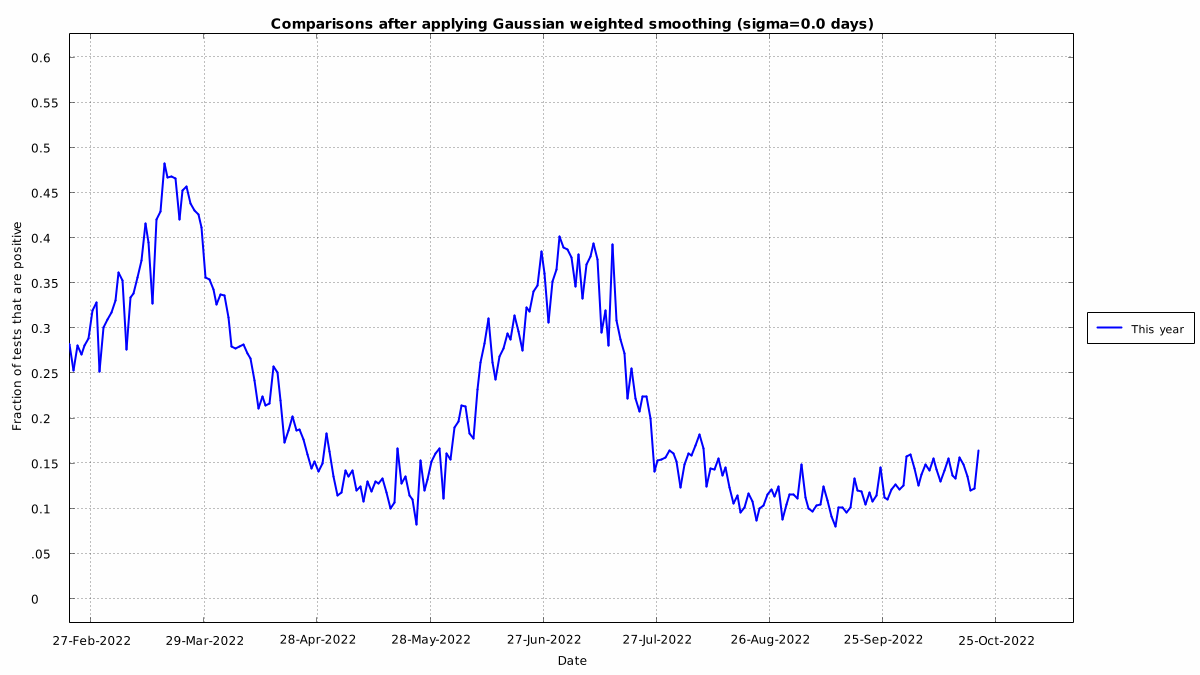 Comparisons after applying Gaussian weighted smoothing (sigma=0.0 days)
0.6
0.55
0.5
0.45
0.4
0.35
0.3
0.25
0.2
0.15
0.1
.05
0
Fraction of tests that are positive
This year
27-Feb-2022 29-Mar-2022 28-Apr-2022 28-May-2022 27-Jun-2022 27-Jul-2022 26-Aug-2022 25-Sep-2022 25-Oct-2022
Date